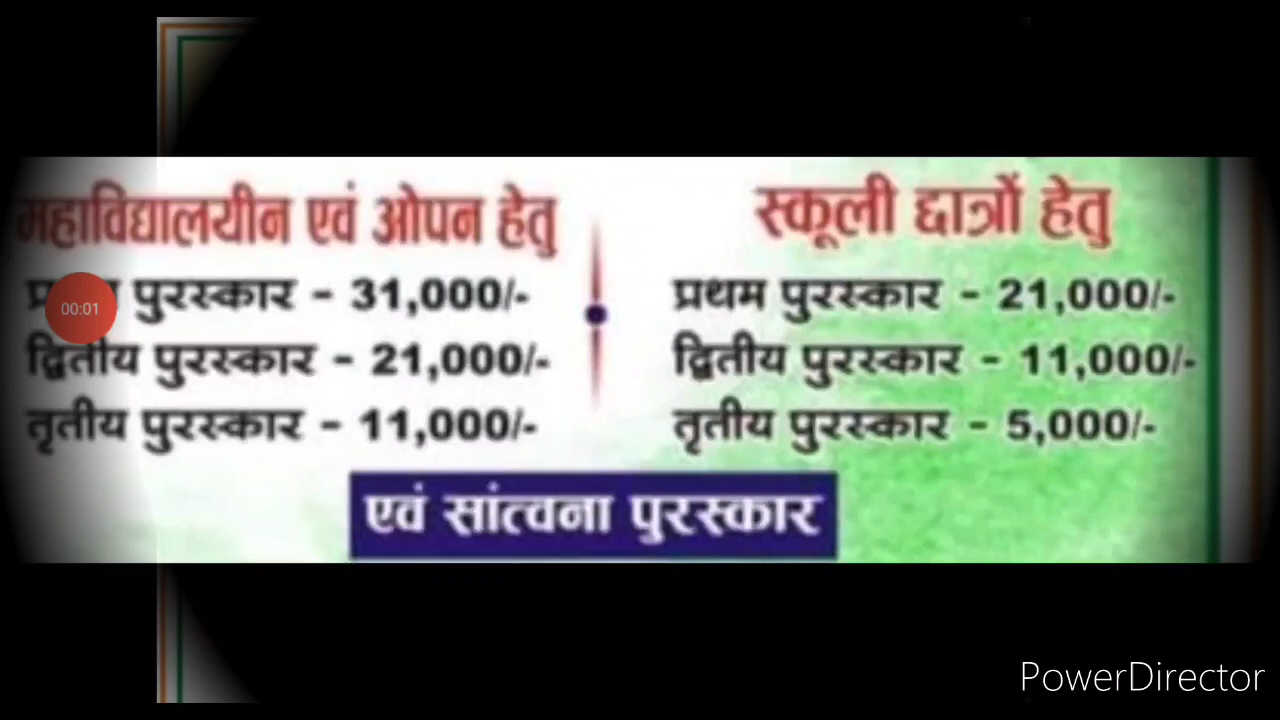 महाविद्यालयीन एवं ओपन हेतु
पुरस्कार - 31,000/-
द्वितीय पुरस्कार - 21,000/-
तृतीय पुरस्कार - 11,000/-
स्कूली छात्रों हेतु
प्रथम पुरस्कार - 21,000/-
द्वितीय पुरस्कार - 11,000/-
तृतीय पुरस्कार - 5,000/-
एवं सांत्वना पुरस्कार
00:01
PowerDirector